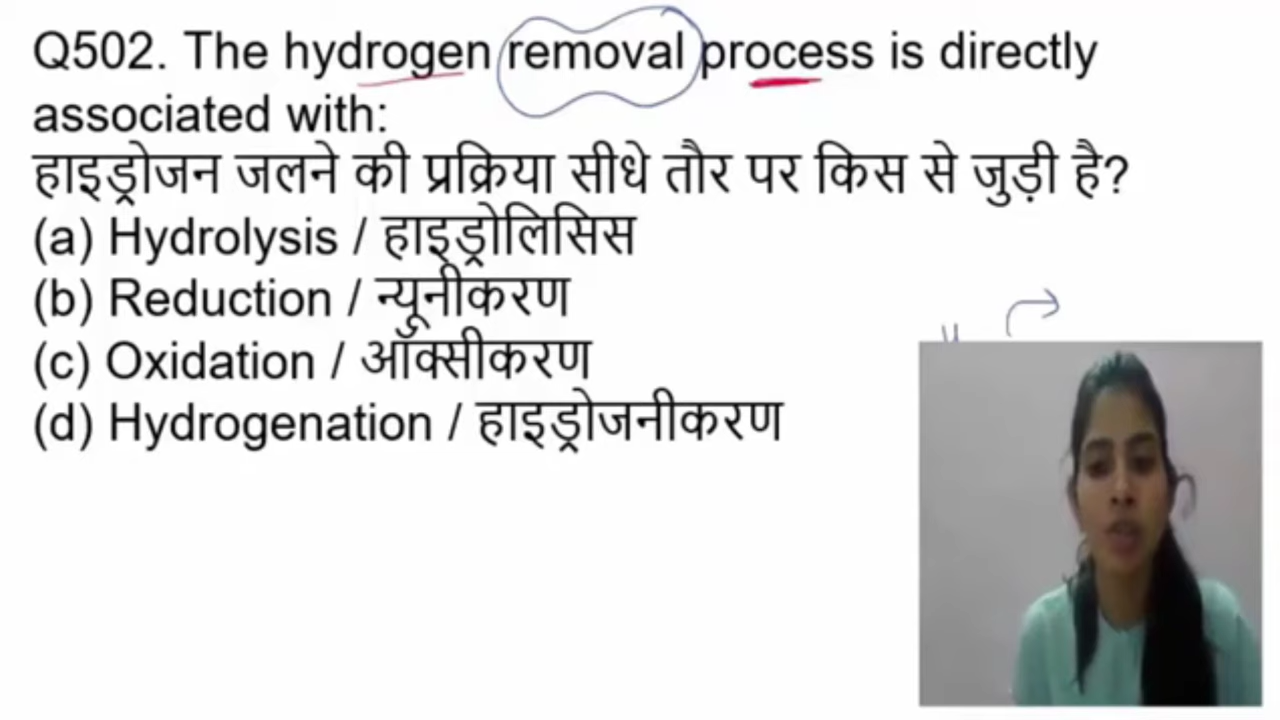 Q502. The hydrogen removal process is directly
associated with:
हाइड्रोजन जलने की प्रक्रिया सीधे तौर पर किस से जुड़ी है?
(a) Hydrolysis / हाइड्रोलिसिस
(b) Reduction / न्यूनीकरण
(c) Oxidation / ऑक्सीकरण
(d) Hydrogenation / हाइड्रोजनीकरण